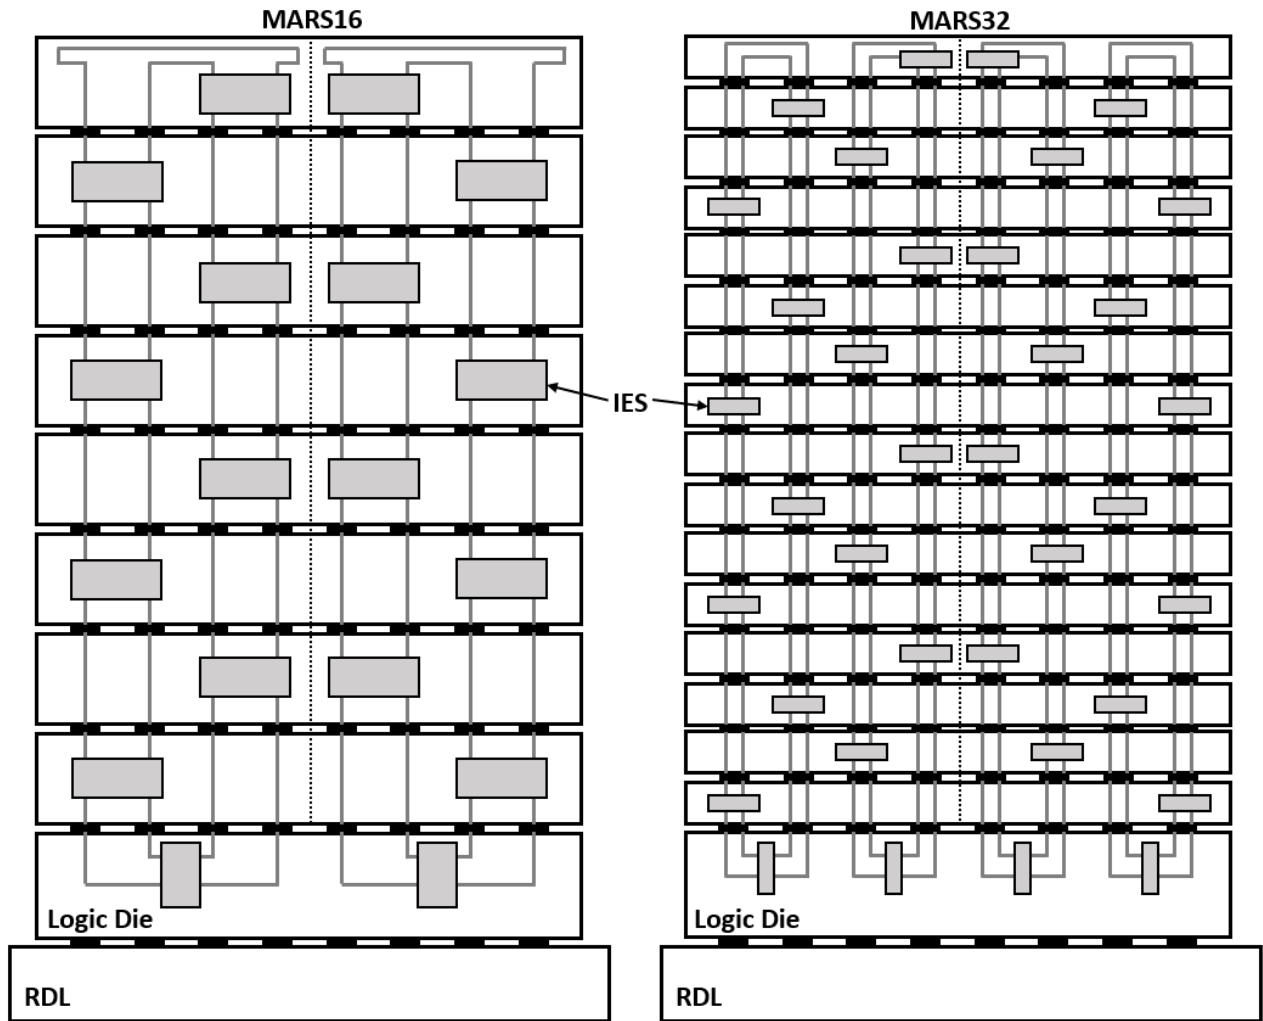 MARS16
MARS32
IES
Logic Die
Logic Die
RDL
RDL